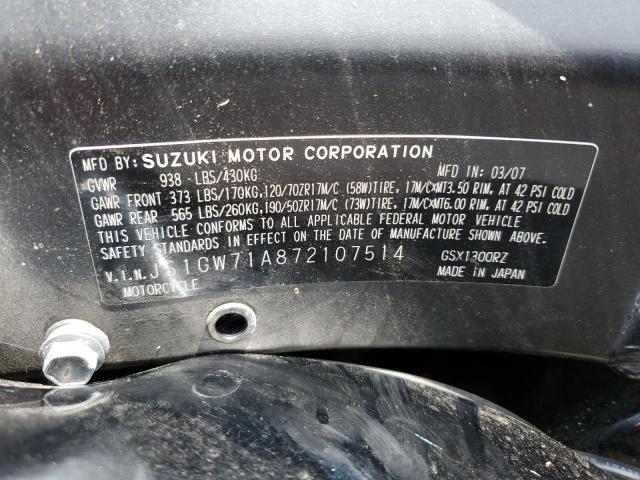 MFD BY: SUZUKI MOTOR CORPORATION
MFD IN: 03/07
GVWR 938 - LBS/430KG
GAWR FRONT 373 LBS/170KG,120/70ZR17M/C (58W)TIRE, 17M/C×MT3.50 RIM, AT 42 PSI COLD
GAWR REAR 565 LBS/260KG,190/50ZR17M/C (73W)TIRE, 17M/C×MT6.00 RIM, AT 42 PSI COLD
THIS VEHICLE CONFORMS TO ALL APPLICABLE FEDERAL MOTOR VEHICLE
SAFETY STANDARDS IN EFFECT ON THE DATE OF MANUFACTURE SHOWN ABOVE.
V.I.N. JS1GW71A872107514 GSX1300RZ
MOTORCYCLE MADE IN JAPAN